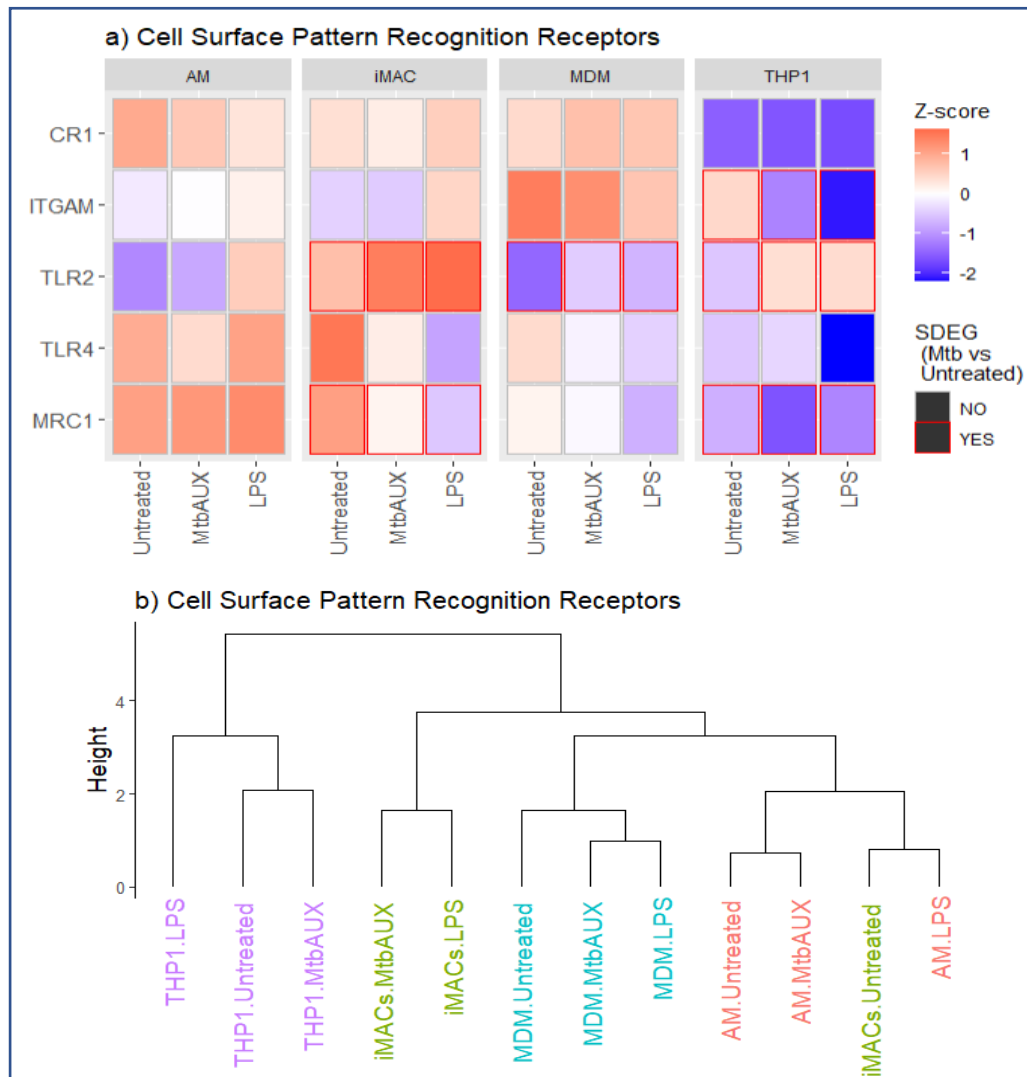 a) Cell Surface Pattern Recognition Receptors
AM iMAC MDM THP1
CR1
ITGAM
TLR2
TLR4
MRC1
Untreated MtbAUX LPS Untreated MtbAUX LPS Untreated MtbAUX LPS Untreated MtbAUX LPS
Z-score
1
0
-1
-2
SDEG
(Mtb vs
Untreated)
NO
YES
b) Cell Surface Pattern Recognition Receptors
Height
4
2
0
THP1.LPS
THP1.Untreated
THP1.MtbAUX
iMACs.MtbAUX
iMACs.LPS
MDM.Untreated
MDM.MtbAUX
MDM.LPS
AM.Untreated
AM.MtbAUX
iMACs.Untreated
AM.LPS